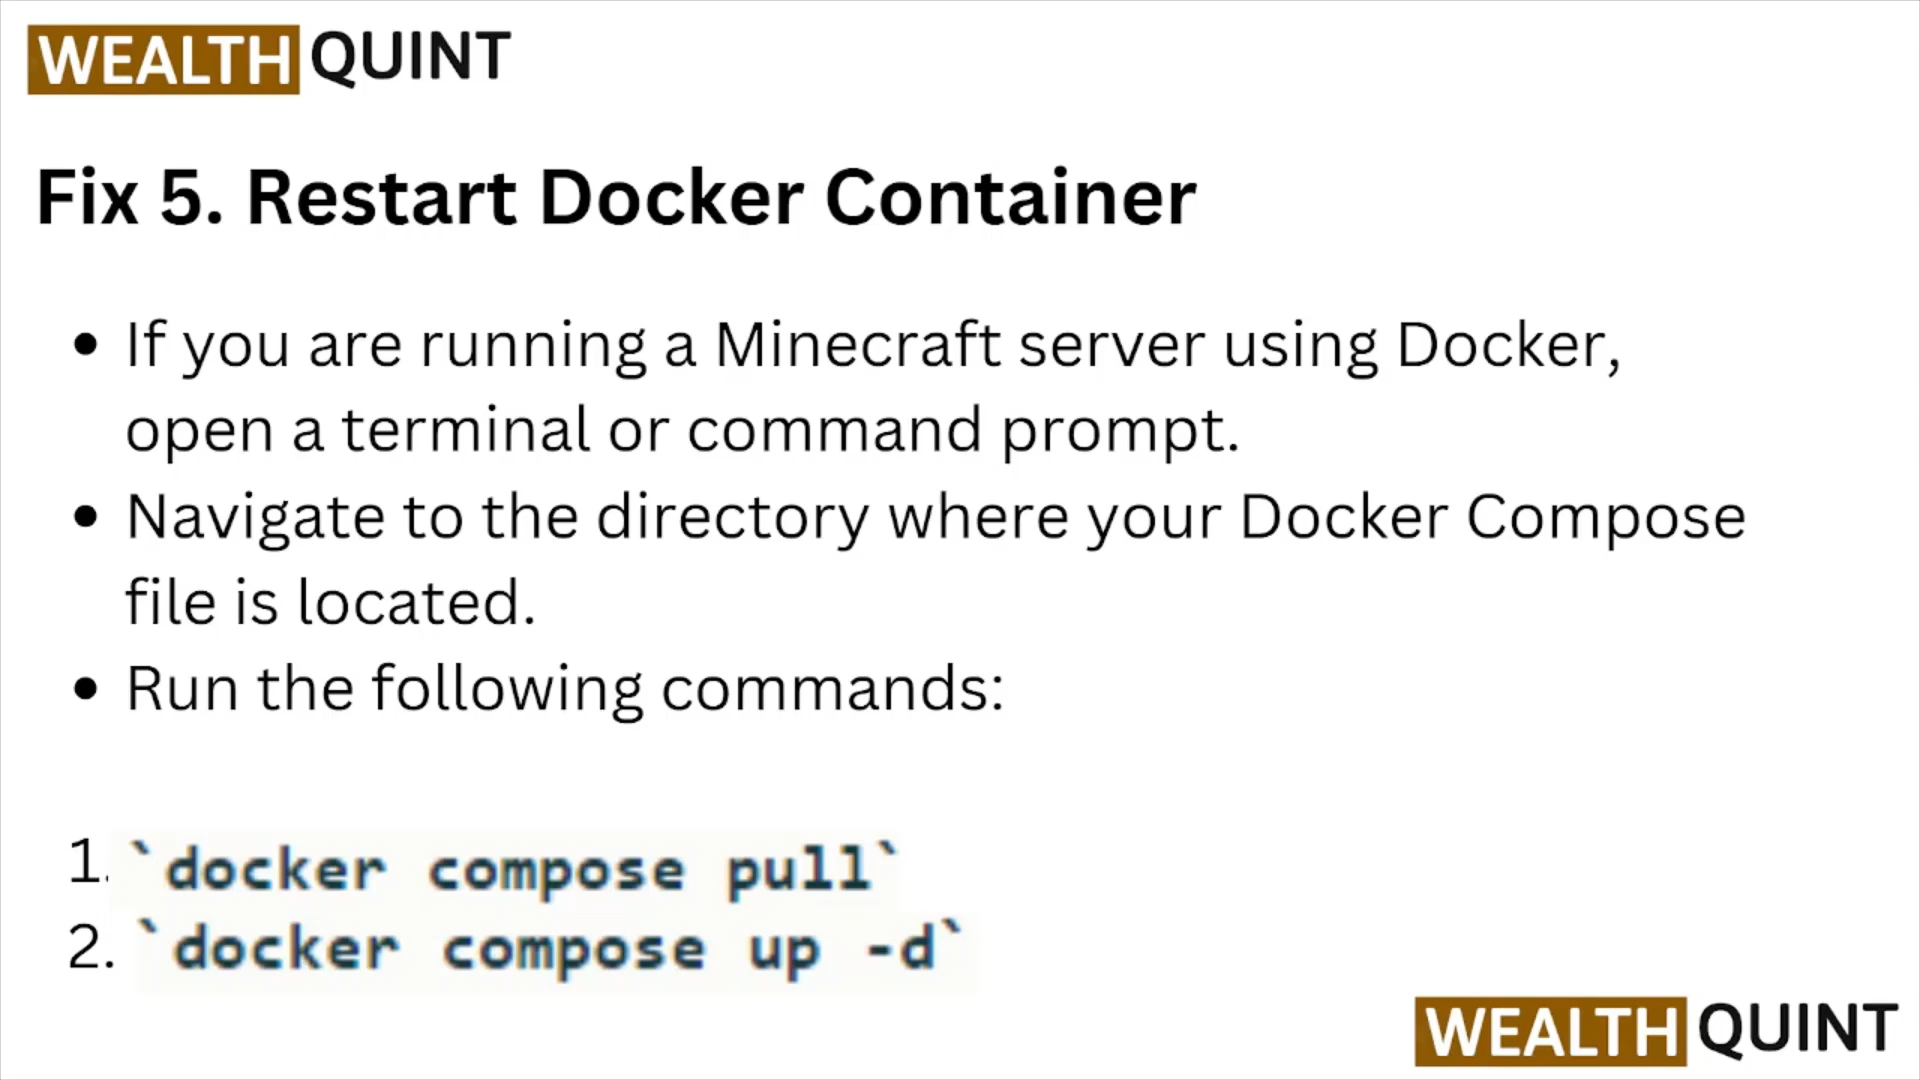 WEALTH QUINT
Fix 5. Restart Docker Container
• If you are running a Minecraft server using Docker,
open a terminal or command prompt.
• Navigate to the directory where your Docker Compose
file is located.
• Run the following commands:
1. `docker compose pull`
2. `docker compose up -d`
WEALTH QUINT